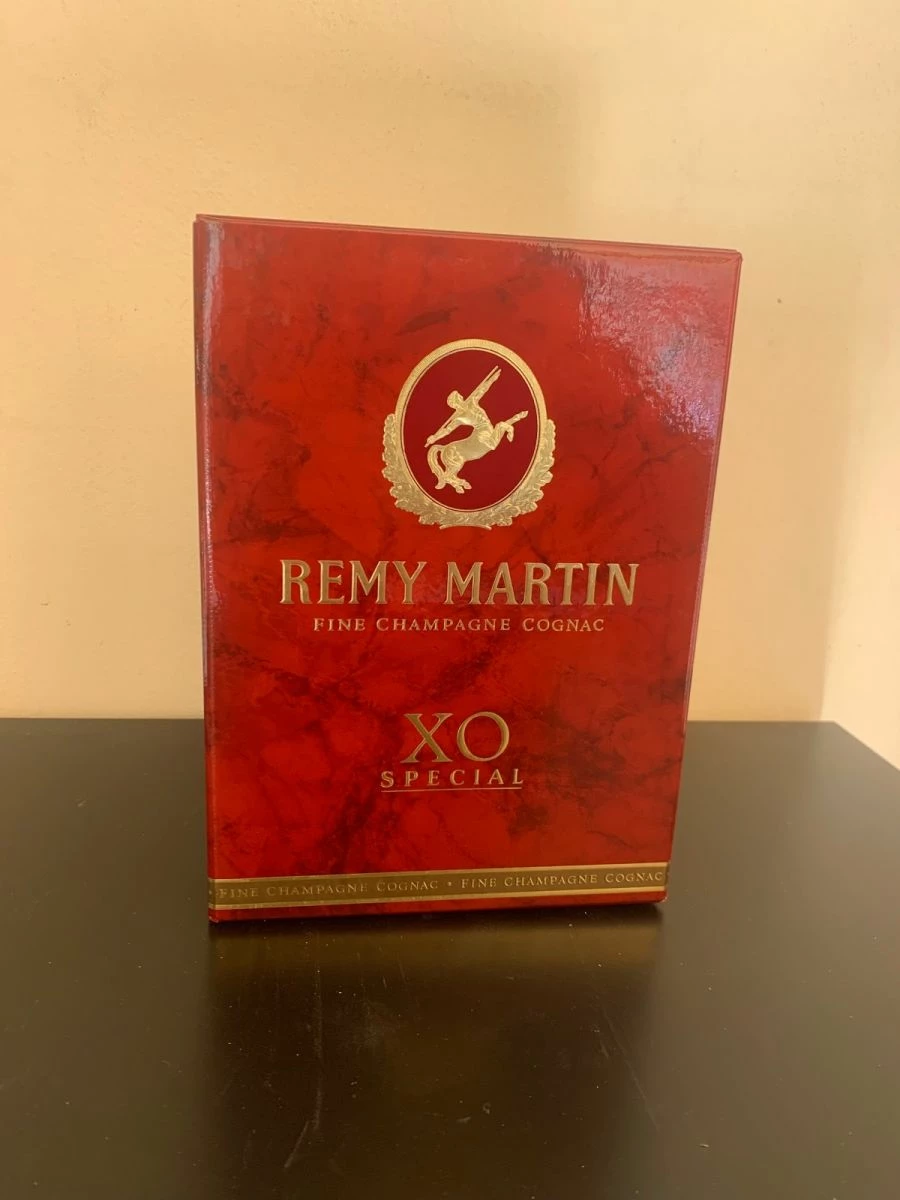 REMY MARTIN
FINE CHAMPAGNE COGNAC
XO
SPECIAL
FINE CHAMPAGNE COGNAC • FINE CHAMPAGNE COGNAC